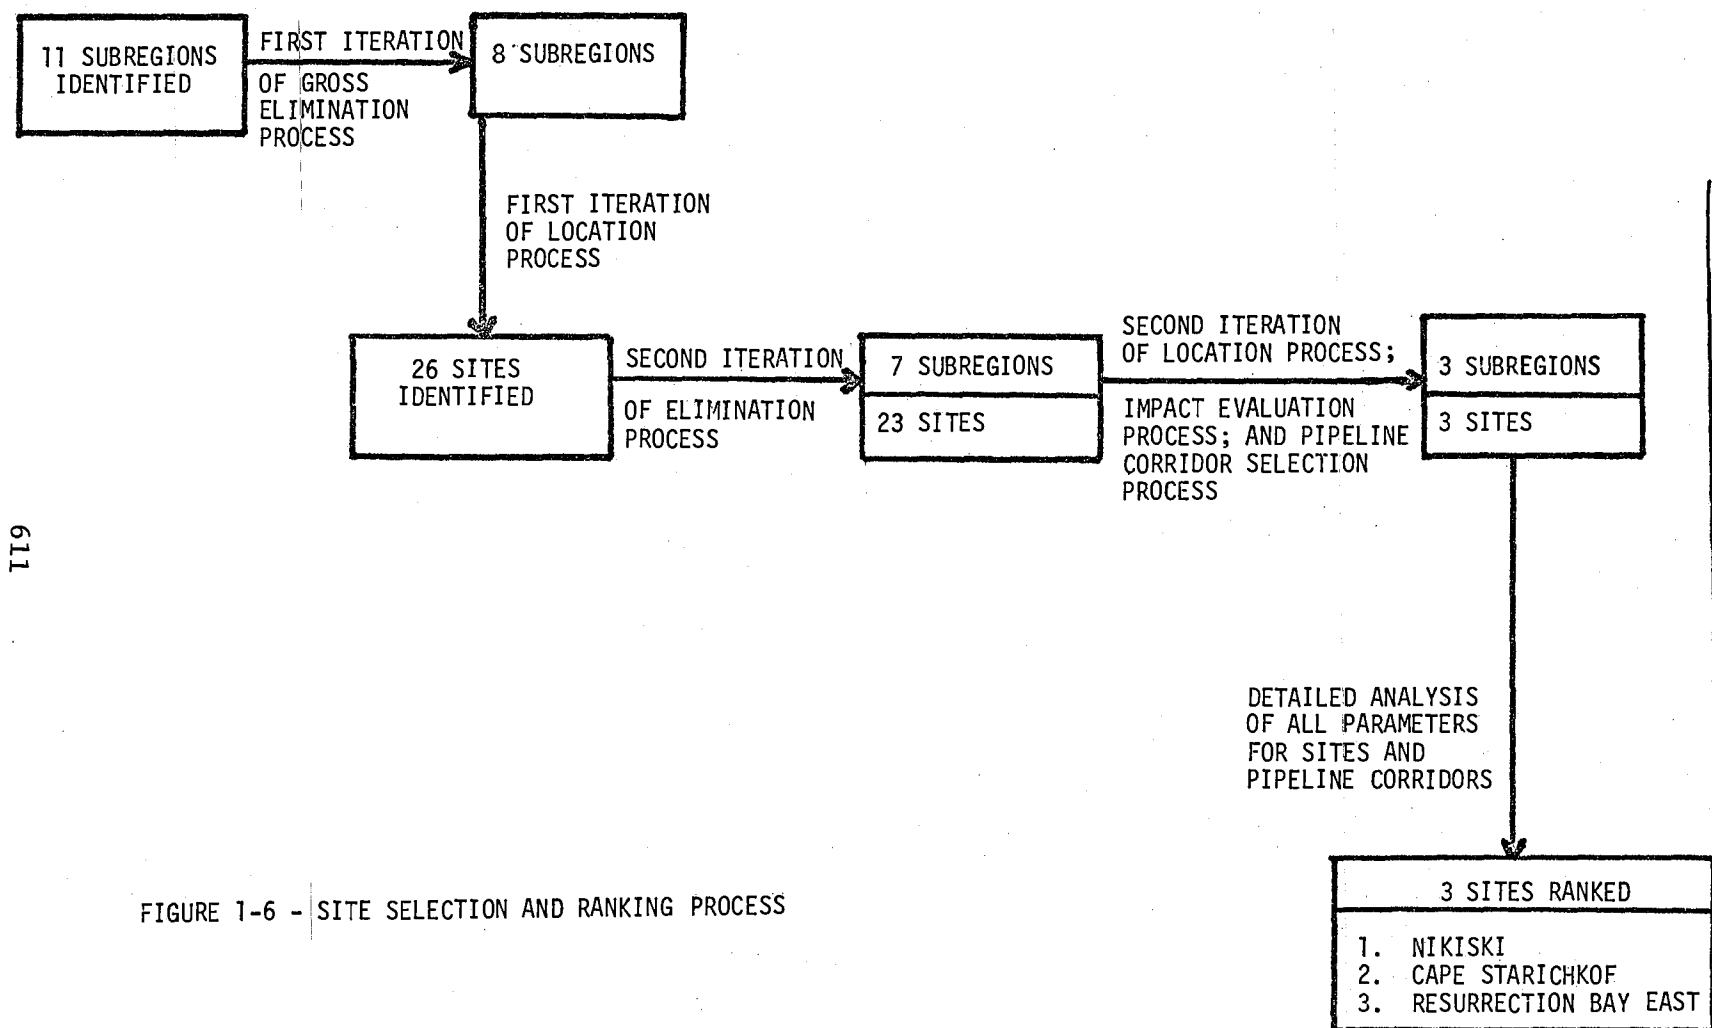 11 SUBREGIONS
IDENTIFIED
FIRST ITERATION
OF GROSS
ELIMINATION
PROCESS
8 SUBREGIONS
FIRST ITERATION
OF LOCATION
PROCESS
26 SITES
IDENTIFIED
SECOND ITERATION
OF ELIMINATION
PROCESS
7 SUBREGIONS
23 SITES
SECOND ITERATION
OF LOCATION PROCESS;
IMPACT EVALUATION
PROCESS; AND PIPELINE
CORRIDOR SELECTION
PROCESS
3 SUBREGIONS
3 SITES
DETAILED ANALYSIS
OF ALL PARAMETERS
FOR SITES AND
PIPELINE CORRIDORS
3 SITES RANKED
1. NIKISKI
2. CAPE STARICHKOF
3. RESURRECTION BAY EAST
FIGURE 1-6 - SITE SELECTION AND RANKING PROCESS
611